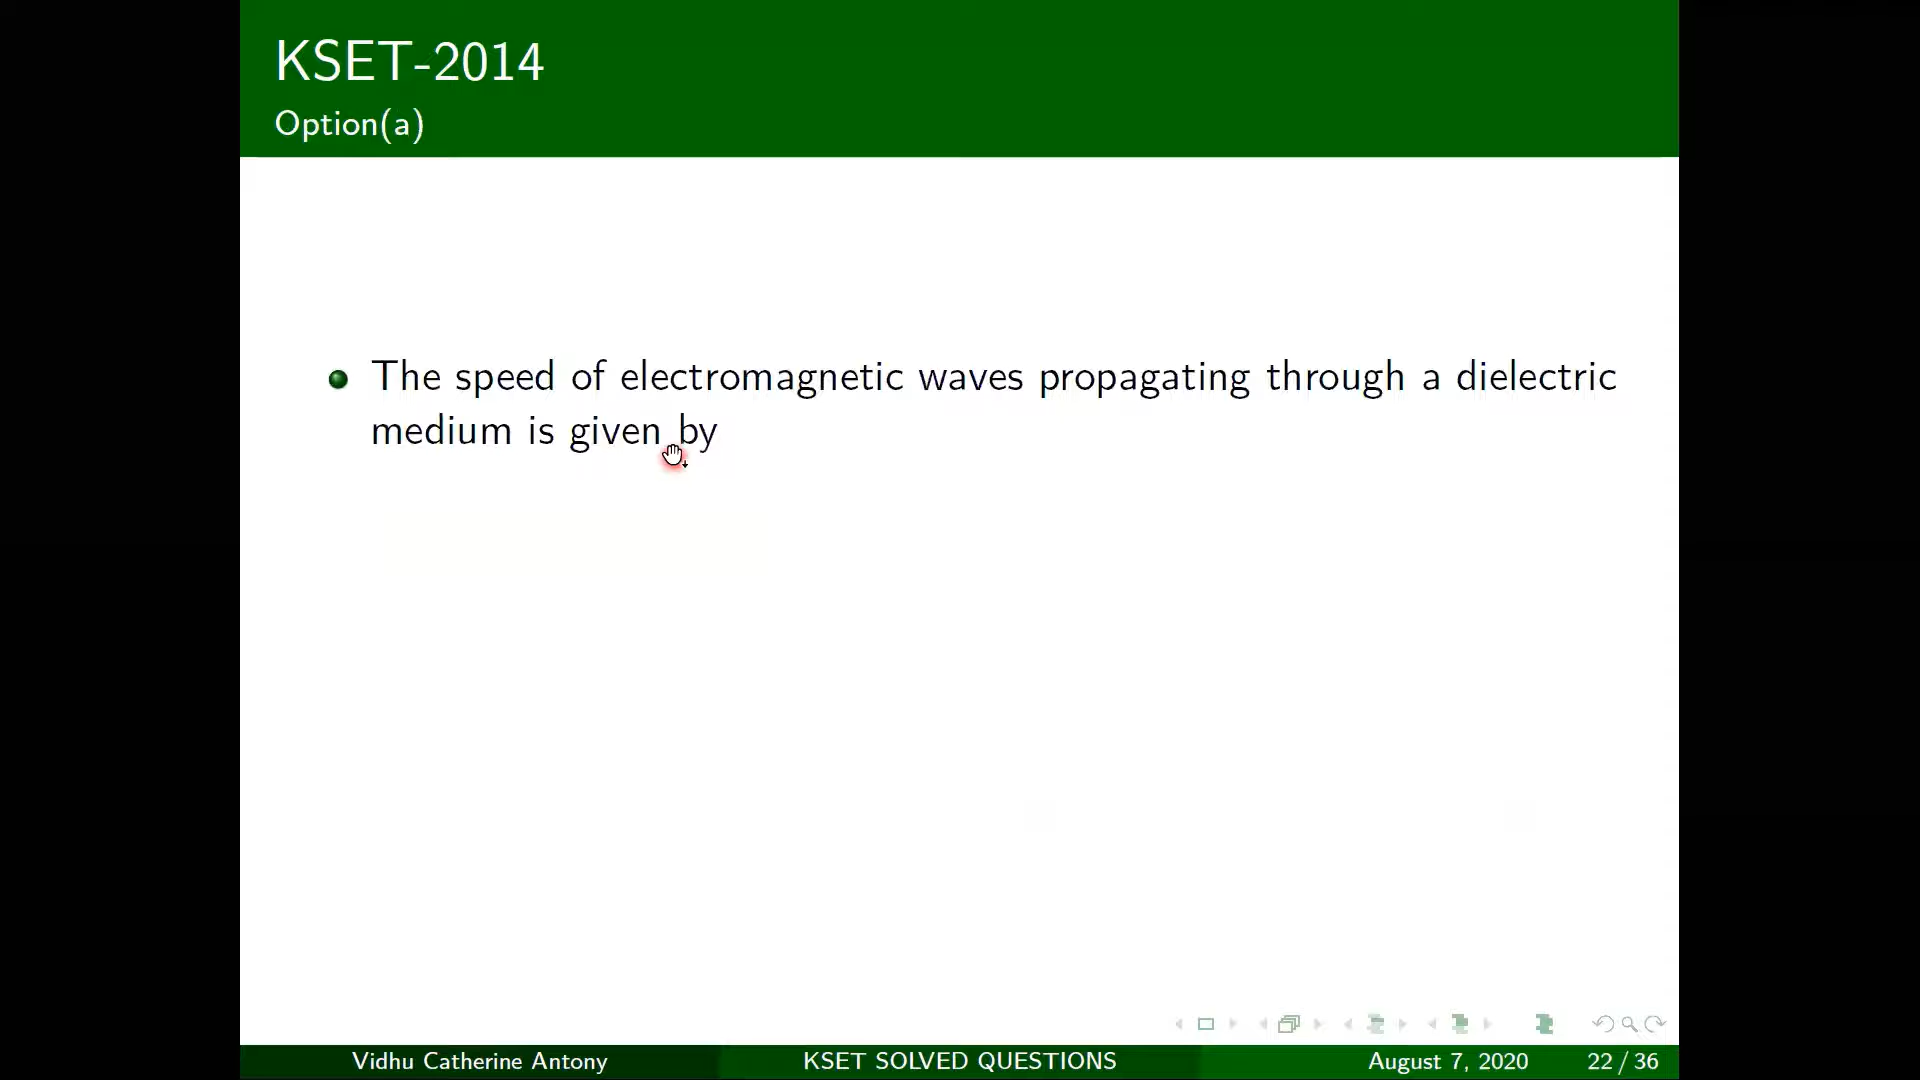 KSET-2014
Option(a)
The speed of electromagnetic waves propagating through a dielectric
medium is given by
Vidhu Catherine Antony
KSET SOLVED QUESTIONS
August 7, 2020
22 / 36